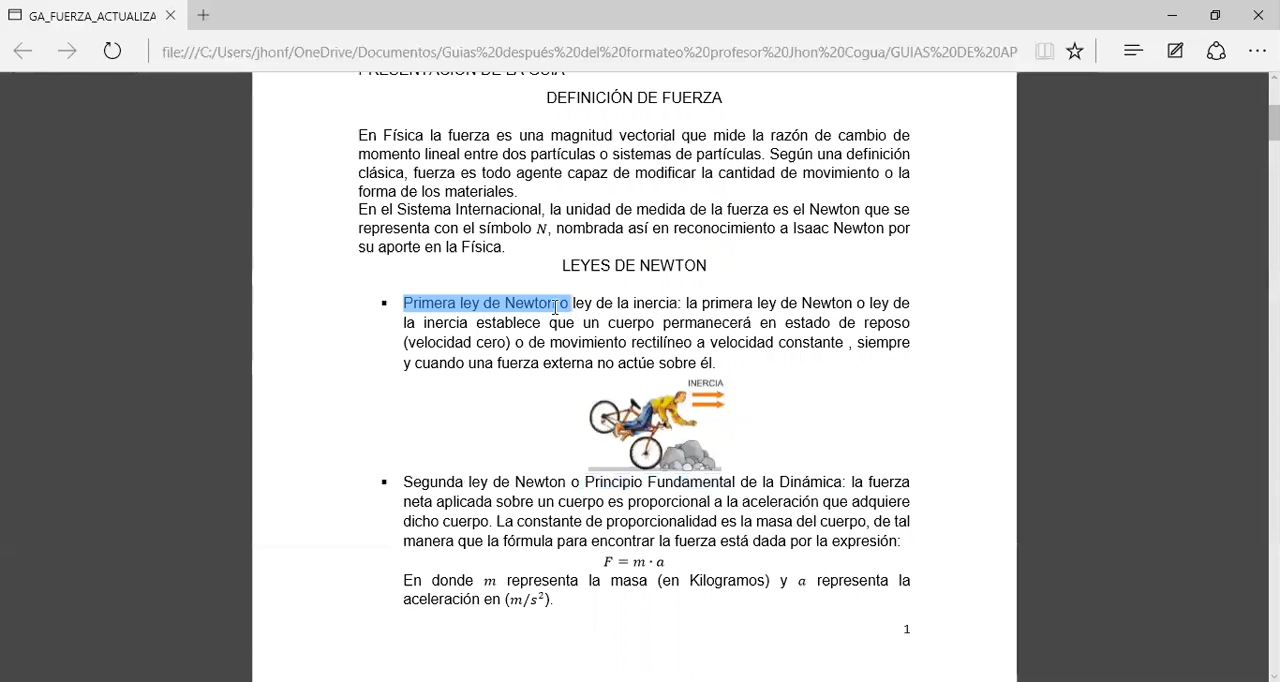 GA_FUERZA_ACTUALIZA
file:///C:/Users/jhonf/OneDrive/Documentos/Guias%20después%20del%20formateo%20profesor%20Jhon%20Cogua/GUIAS%20DE%20AP
PRESENTACIÓN DE LA GUÍA
DEFINICIÓN DE FUERZA
En Física la fuerza es una magnitud vectorial que mide la razón de cambio de
momento lineal entre dos partículas o sistemas de partículas. Según una definición
clásica, fuerza es todo agente capaz de modificar la cantidad de movimiento o la
forma de los materiales.
En el Sistema Internacional, la unidad de medida de la fuerza es el Newton que se
representa con el símbolo N, nombrada así en reconocimiento a Isaac Newton por
su aporte en la Física.
LEYES DE NEWTON
▪ Primera ley de Newton o ley de la inercia: la primera ley de Newton o ley de
la inercia establece que un cuerpo permanecerá en estado de reposo
(velocidad cero) o de movimiento rectilíneo a velocidad constante , siempre
y cuando una fuerza externa no actúe sobre él.
INERCIA
▪ Segunda ley de Newton o Principio Fundamental de la Dinámica: la fuerza
neta aplicada sobre un cuerpo es proporcional a la aceleración que adquiere
dicho cuerpo. La constante de proporcionalidad es la masa del cuerpo, de tal
manera que la fórmula para encontrar la fuerza está dada por la expresión:
F = m · a
En donde m representa la masa (en Kilogramos) y a representa la
aceleración en (m/s²).
1